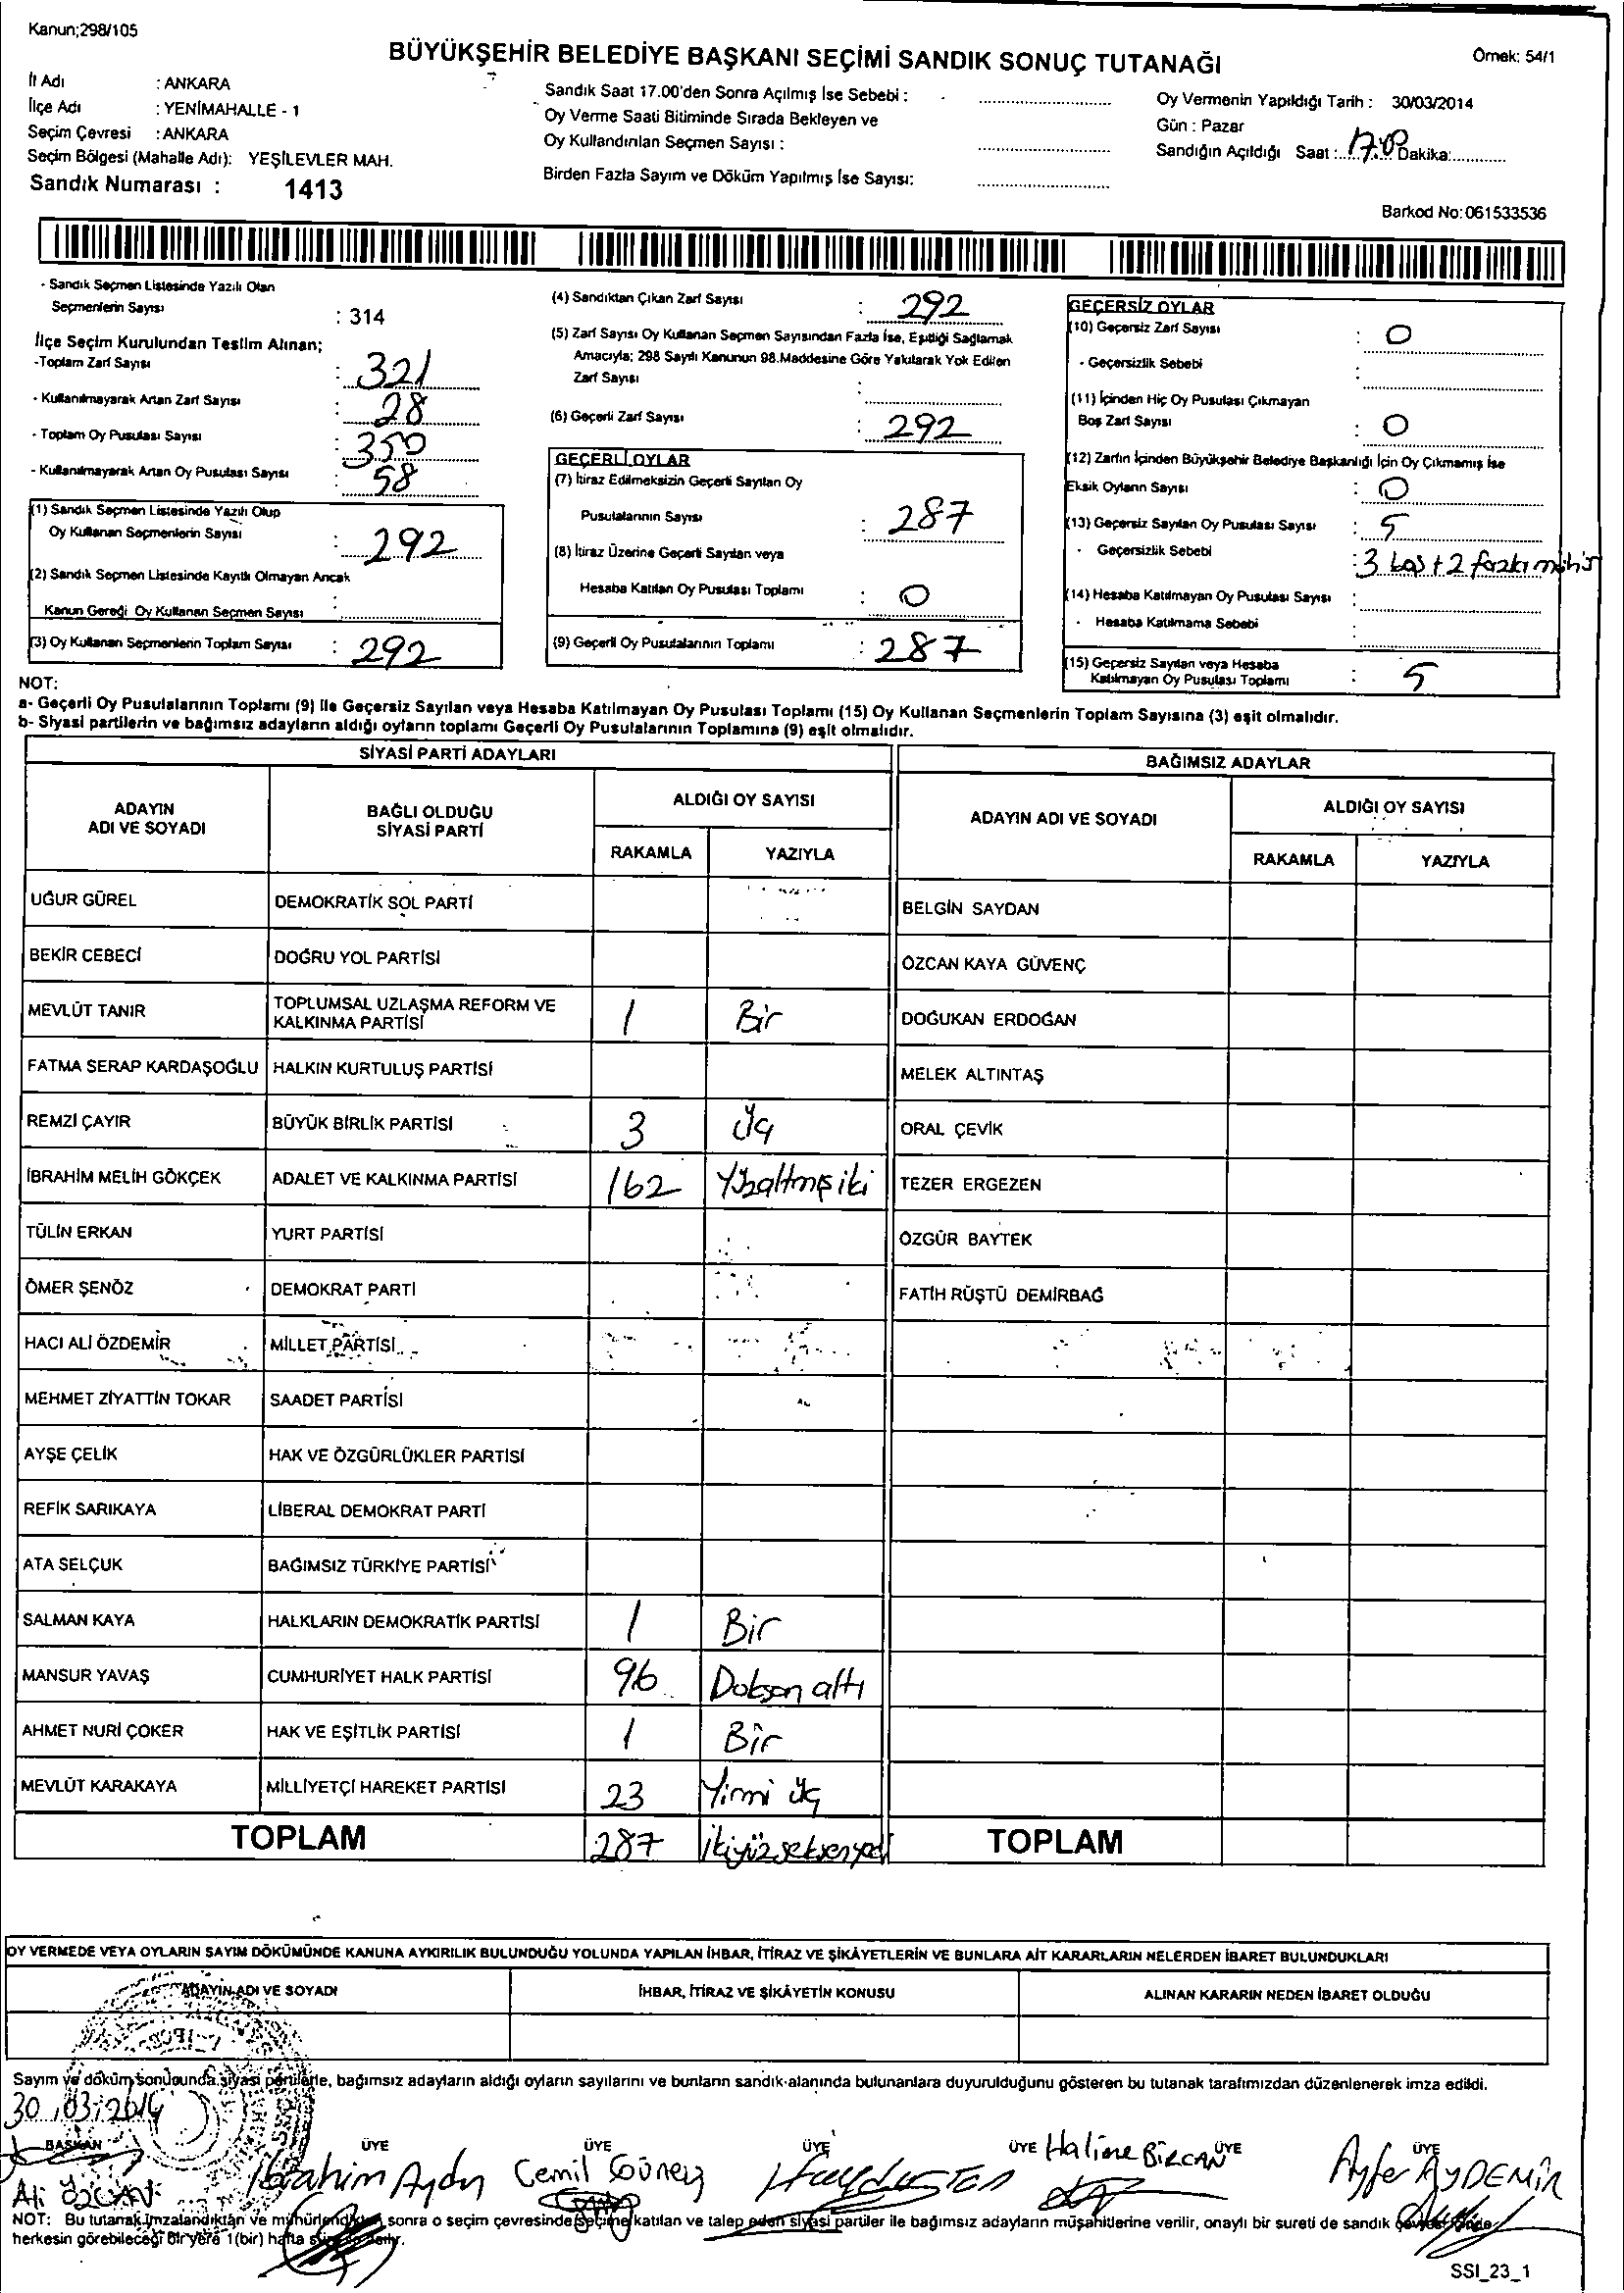 Kanun;298/105
BÜYÜKŞEHİR BELEDİYE BAŞKANI SEÇİMİ SANDIK SONUÇ TUTANAĞI
Örnek: 54/1
İl Adı : ANKARA
İlçe Adı : YENİMAHALLE - 1
Seçim Çevresi : ANKARA
Seçim Bölgesi (Mahalle Adı): YEŞİLEVLER MAH.
Sandık Numarası : 1413
Sandık Saat 17.00'den Sonra Açılmış İse Sebebi :
Oy Verme Saati Bitiminde Sırada Bekleyen ve
Oy Kullandırılan Seçmen Sayısı :
Birden Fazla Sayım ve Döküm Yapılmış İse Sayısı:
Oy Vermenin Yapıldığı Tarih : 30/03/2014
Gün : Pazar
Sandığın Açıldığı Saat : 17:00 Dakika:
Barkod No:061533536
- Sandık Seçmen Listesinde Yazılı Olan
Seçmenlerin Sayısı : 314
İlçe Seçim Kurulundan Teslim Alınan;
-Toplam Zarf Sayısı : 321
- Kullanılmayarak Artan Zarf Sayısı : 28
- Toplam Oy Pusulası Sayısı : 350
- Kullanılmayarak Artan Oy Pusulası Sayısı : 58
(1) Sandık Seçmen Listesinde Yazılı Olup
Oy Kullanan Seçmenlerin Sayısı : 292
(2) Sandık Seçmen Listesinde Kayıtlı Olmayan Ancak
Kanun Gereği Oy Kullanan Seçmen Sayısı :
(3) Oy Kullanan Seçmenlerin Toplam Sayısı : 292
(4) Sandıktan Çıkan Zarf Sayısı : 292
(5) Zarf Sayısı Oy Kullanan Seçmen Sayısından Fazla İse, Eşitliği Sağlamak
Amacıyla; 298 Sayılı Kanunun 98.Maddesine Göre Yakılarak Yok Edilen
Zarf Sayısı :
(6) Geçerli Zarf Sayısı : 292
GEÇERLİ OYLAR
(7) İtiraz Edilmeksizin Geçerli Sayılan Oy
Pusulalarının Sayısı : 287
(8) İtiraz Üzerine Geçerli Sayılan veya
Hesaba Katılan Oy Pusulası Toplamı : 0
(9) Geçerli Oy Pusulalarının Toplamı : 287
GEÇERSİZ OYLAR
(10) Geçersiz Zarf Sayısı : 0
- Geçersizlik Sebebi :
(11) İçinden Hiç Oy Pusulası Çıkmayan
Boş Zarf Sayısı : 0
(12) Zarfın İçinden Büyükşehir Belediye Başkanlığı İçin Oy Çıkmamış İse
Eksik Oyların Sayısı : 0
(13) Geçersiz Sayılan Oy Pusulası Sayısı : 5
- Geçersizlik Sebebi : 3 boş + 2 fazla mühür
(14) Hesaba Katılmayan Oy Pusulası Sayısı :
- Hesaba Katılmama Sebebi :
(15) Geçersiz Sayılan veya Hesaba
Katılmayan Oy Pusulası Toplamı : 5
NOT:
a- Geçerli Oy Pusulalarının Toplamı (9) ile Geçersiz Sayılan veya Hesaba Katılmayan Oy Pusulası Toplamı (15) Oy Kullanan Seçmenlerin Toplam Sayısına (3) eşit olmalıdır.
b- Siyasi partilerin ve bağımsız adayların aldığı oyların toplamı Geçerli Oy Pusulalarının Toplamına (9) eşit olmalıdır.
SİYASİ PARTİ ADAYLARI
ADAYIN ADI VE SOYADI
BAĞLI OLDUĞU SİYASİ PARTİ
ALDIĞI OY SAYISI
RAKAMLA YAZIYLA
UĞUR GÜREL DEMOKRATİK SOL PARTİ
BEKİR CEBECİ DOĞRU YOL PARTİSİ
MEVLÜT TANIR TOPLUMSAL UZLAŞMA REFORM VE KALKINMA PARTİSİ 1 Bir
FATMA SERAP KARDAŞOĞLU HALKIN KURTULUŞ PARTİSİ
REMZİ ÇAYIR BÜYÜK BİRLİK PARTİSİ 3 Üç
İBRAHİM MELİH GÖKÇEK ADALET VE KALKINMA PARTİSİ 162 Yüzaltmışiki
TÜLİN ERKAN YURT PARTİSİ
ÖMER ŞENÖZ DEMOKRAT PARTİ
HACI ALİ ÖZDEMİR MİLLET PARTİSİ
MEHMET ZİYATTİN TOKAR SAADET PARTİSİ
AYŞE ÇELİK HAK VE ÖZGÜRLÜKLER PARTİSİ
REFİK SARIKAYA LİBERAL DEMOKRAT PARTİ
ATA SELÇUK BAĞIMSIZ TÜRKİYE PARTİSİ
SALMAN KAYA HALKLARIN DEMOKRATİK PARTİSİ 1 Bir
MANSUR YAVAŞ CUMHURİYET HALK PARTİSİ 96 Doksan altı
AHMET NURİ ÇOKER HAK VE EŞİTLİK PARTİSİ 1 Bir
MEVLÜT KARAKAYA MİLLİYETÇİ HAREKET PARTİSİ 23 Yirmi üç
TOPLAM 287 İkiyüzseksenyedi
BAĞIMSIZ ADAYLAR
ADAYIN ADI VE SOYADI
ALDIĞI OY SAYISI
RAKAMLA YAZIYLA
BELGİN SAYDAN
ÖZCAN KAYA GÜVENÇ
DOĞUKAN ERDOĞAN
MELEK ALTINTAŞ
ORAL ÇEVİK
TEZER ERGEZEN
ÖZGÜR BAYTEK
FATİH RÜŞTÜ DEMİRBAĞ
TOPLAM
OY VERMEDE VEYA OYLARIN SAYIM DÖKÜMÜNDE KANUNA AYKIRILIK BULUNDUĞU YOLUNDA YAPILAN İHBAR, İTİRAZ VE ŞİKÂYETLERİN VE BUNLARA AİT KARARLARIN NELERDEN İBARET BULUNDUKLARI
ADAYIN ADI VE SOYADI İHBAR, İTİRAZ VE ŞİKÂYETİN KONUSU ALINAN KARARIN NEDEN İBARET OLDUĞU
Sayım ve döküm sonucunda siyasi partilerle, bağımsız adayların aldığı oyların sayılarını ve bunların sandık alanında bulunanlara duyurulduğunu gösteren bu tutanak tarafımızdan düzenlenerek imza edildi.
30.03.2014
BAŞKAN ÜYE ÜYE ÜYE ÜYE ÜYE ÜYE
Ali ÖZCAN İbrahim Aydın Cemil Güneş Halime BİRCAN Ayfer AYDEMİR
NOT: Bu tutanak imzalandıktan ve mühürlendikten sonra o seçim çevresinde seçime katılan ve talep eden siyasi partiler ile bağımsız adayların müşahitlerine verilir, onaylı bir sureti de sandık çevresinde
herkesin görebileceği bir yere 1(bir) hafta süre ile asılır.
SSI_23_1